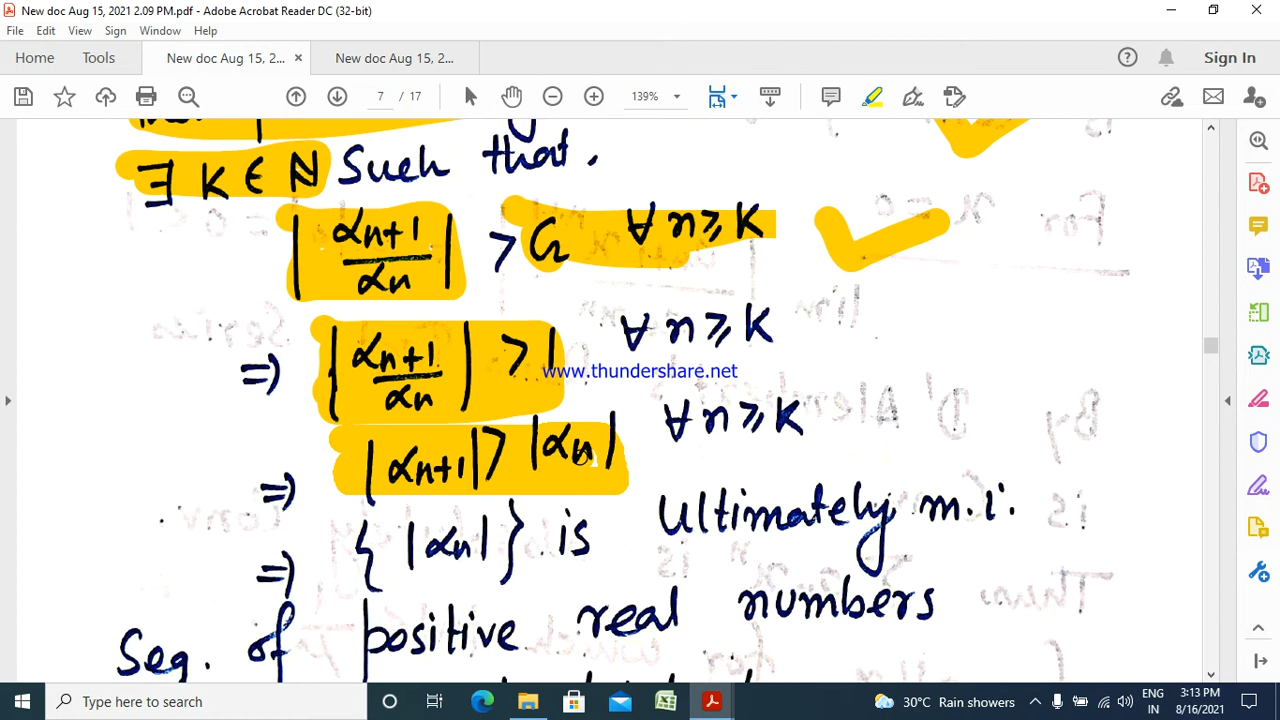 New doc Aug 15, 2021 2.09 PM.pdf - Adobe Acrobat Reader DC (32-bit)
File Edit View Sign Window Help
Home Tools New doc Aug 15, 2... × New doc Aug 15, 2... Sign In
7 / 17 139%
∃ K ∈ ℕ Such that.
| αn+1 / αn | > G ∀ n ≥ K
=> | αn+1 / αn | > 1 ∀ n ≥ K
www.thundershare.net
=> |αn+1| > |αn| ∀ n ≥ K
=> { |αn| } is Ultimately m.i.
Seq. of positive real numbers
Type here to search
30°C Rain showers
ENG
IN
3:13 PM
8/16/2021